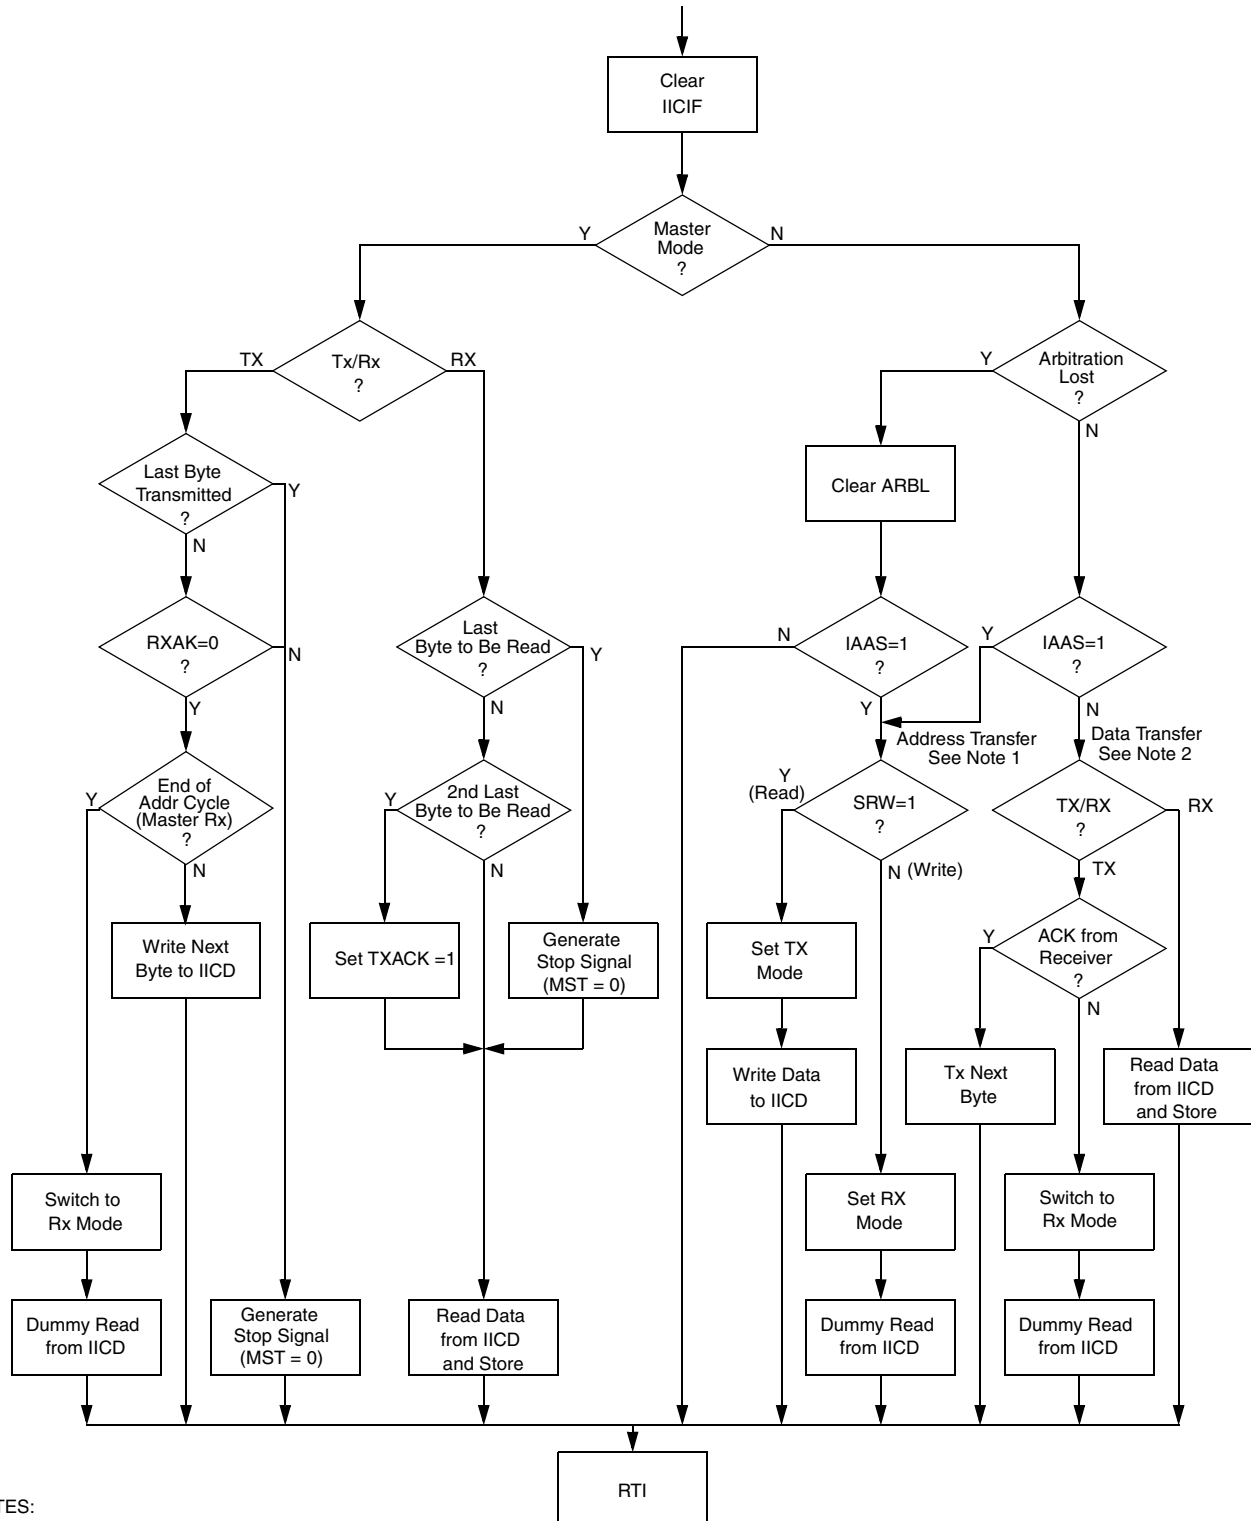 Clear
IICIF
Master
Mode
?
Y
N
Tx/Rx
?
TX
RX
Arbitration
Lost
?
Y
N
Last Byte
Transmitted
?
Y
N
Clear ARBL
RXAK=0
?
N
Y
Last
Byte to Be Read
?
Y
N
IAAS=1
?
N
Y
IAAS=1
?
Y
N
Address Transfer
See Note 1
Data Transfer
See Note 2
End of
Addr Cycle
(Master Rx)
?
Y
N
2nd Last
Byte to Be Read
?
Y
N
Y
(Read)
SRW=1
?
N (Write)
TX/RX
?
RX
TX
Write Next
Byte to IICD
Set TXACK =1
Generate
Stop Signal
(MST = 0)
Set TX
Mode
ACK from
Receiver
?
Y
N
Write Data
to IICD
Tx Next
Byte
Read Data
from IICD
and Store
Switch to
Rx Mode
Set RX
Mode
Switch to
Rx Mode
Dummy Read
from IICD
Generate
Stop Signal
(MST = 0)
Read Data
from IICD
and Store
Dummy Read
from IICD
Dummy Read
from IICD
RTI
TES: